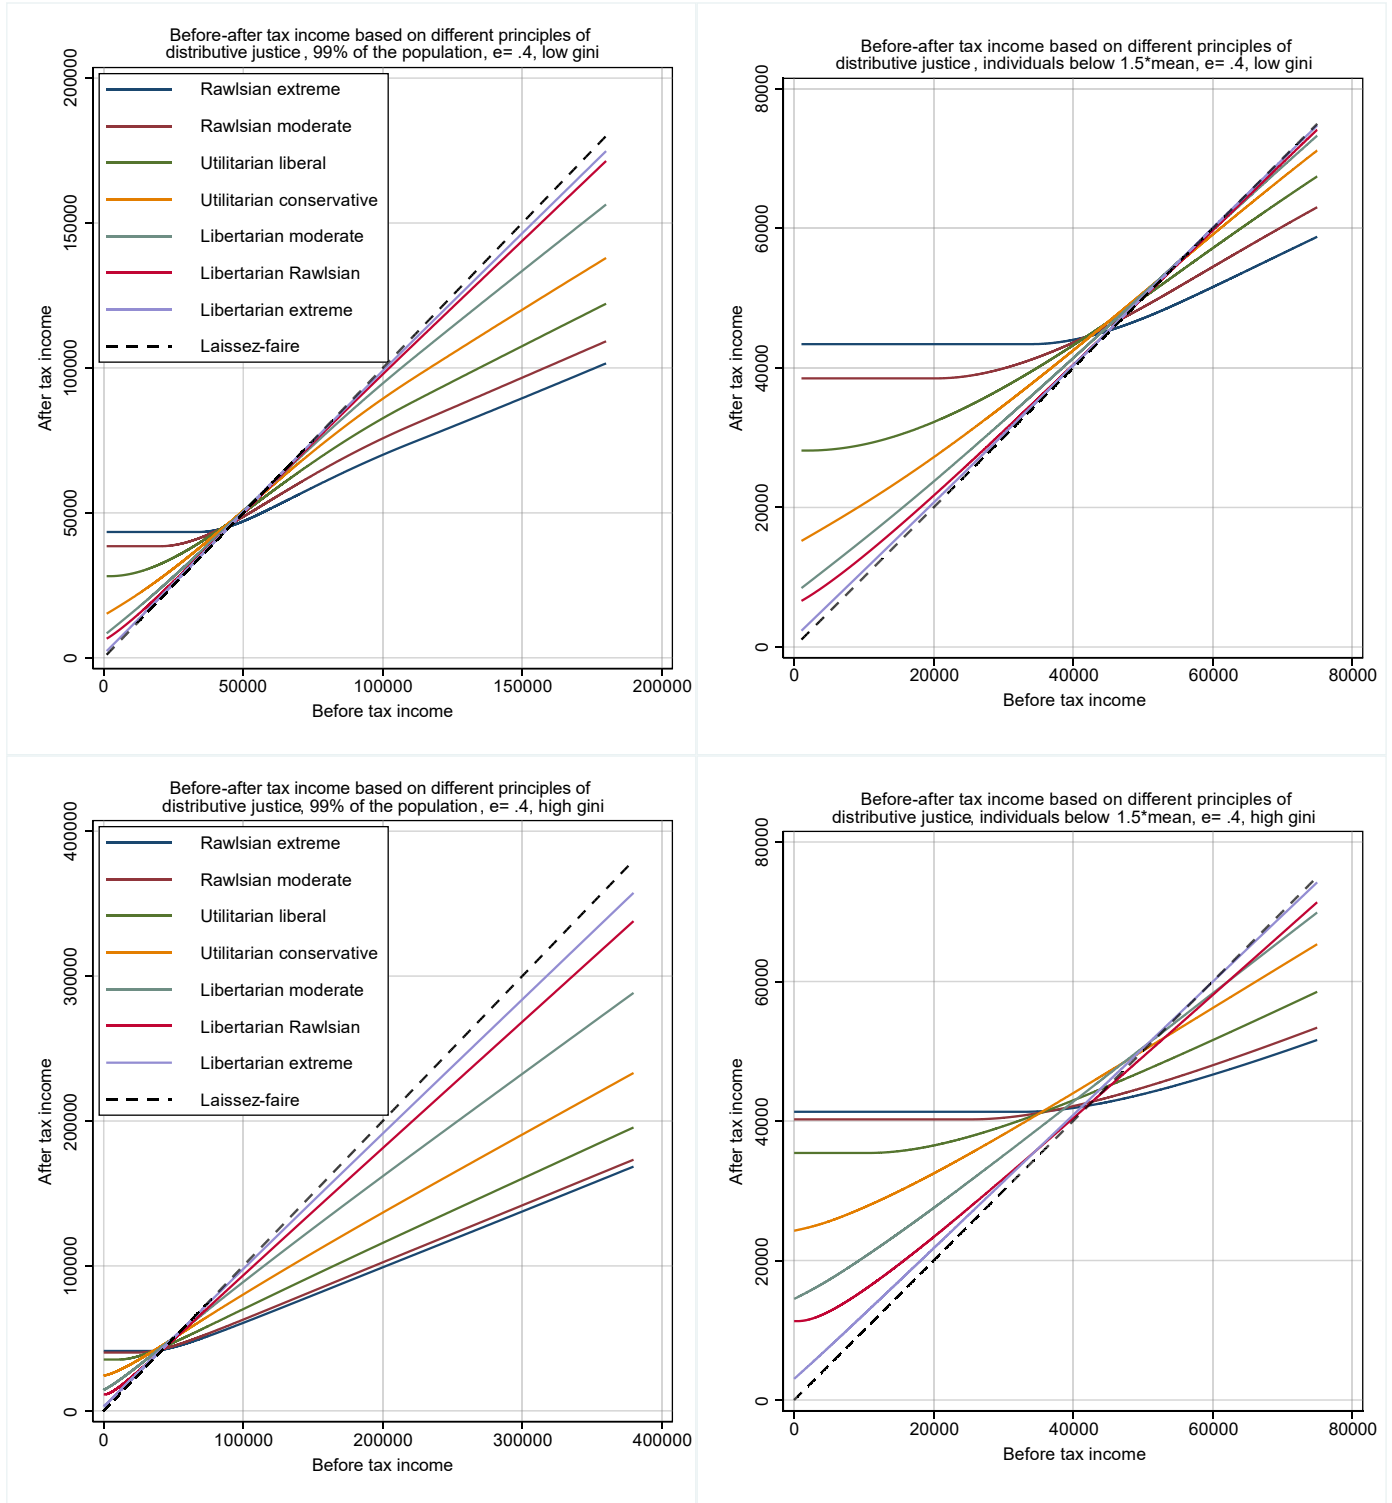 Before-after tax income based on different principles of
distributive justice, 99% of the population, e= .4, low gini
200000
150000
100000
50000
0
After tax income
Rawlsian extreme
Rawlsian moderate
Utilitarian liberal
Utilitarian conservative
Libertarian moderate
Libertarian Rawlsian
Libertarian extreme
Laissez-faire
0 50000 100000 150000 200000
Before tax income
Before-after tax income based on different principles of
distributive justice, individuals below 1.5*mean, e= .4, low gini
80000
60000
40000
20000
0
After tax income
0 20000 40000 60000 80000
Before tax income
Before-after tax income based on different principles of
distributive justice, 99% of the population, e= .4, high gini
400000
300000
200000
100000
0
After tax income
Rawlsian extreme
Rawlsian moderate
Utilitarian liberal
Utilitarian conservative
Libertarian moderate
Libertarian Rawlsian
Libertarian extreme
Laissez-faire
0 100000 200000 300000 400000
Before tax income
Before-after tax income based on different principles of
distributive justice, individuals below 1.5*mean, e= .4, high gini
80000
60000
40000
20000
0
After tax income
0 20000 40000 60000 80000
Before tax income